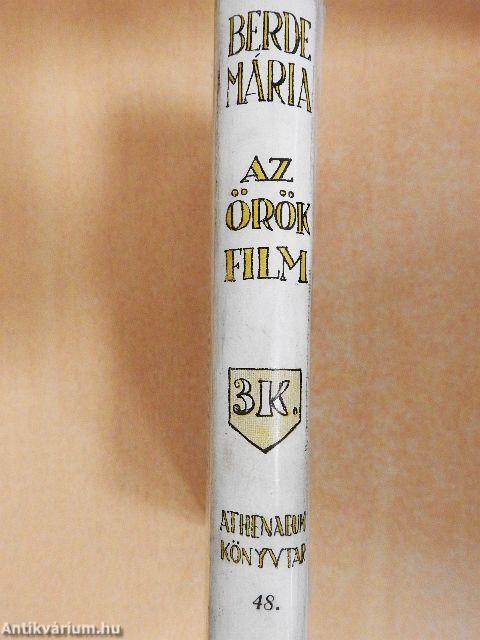 BERDE
MÁRIA
AZ
ÖRÖK
FILM
3K.
ATHENAEUM
KÖNYVTÁR
48.
Antikvárium.hu